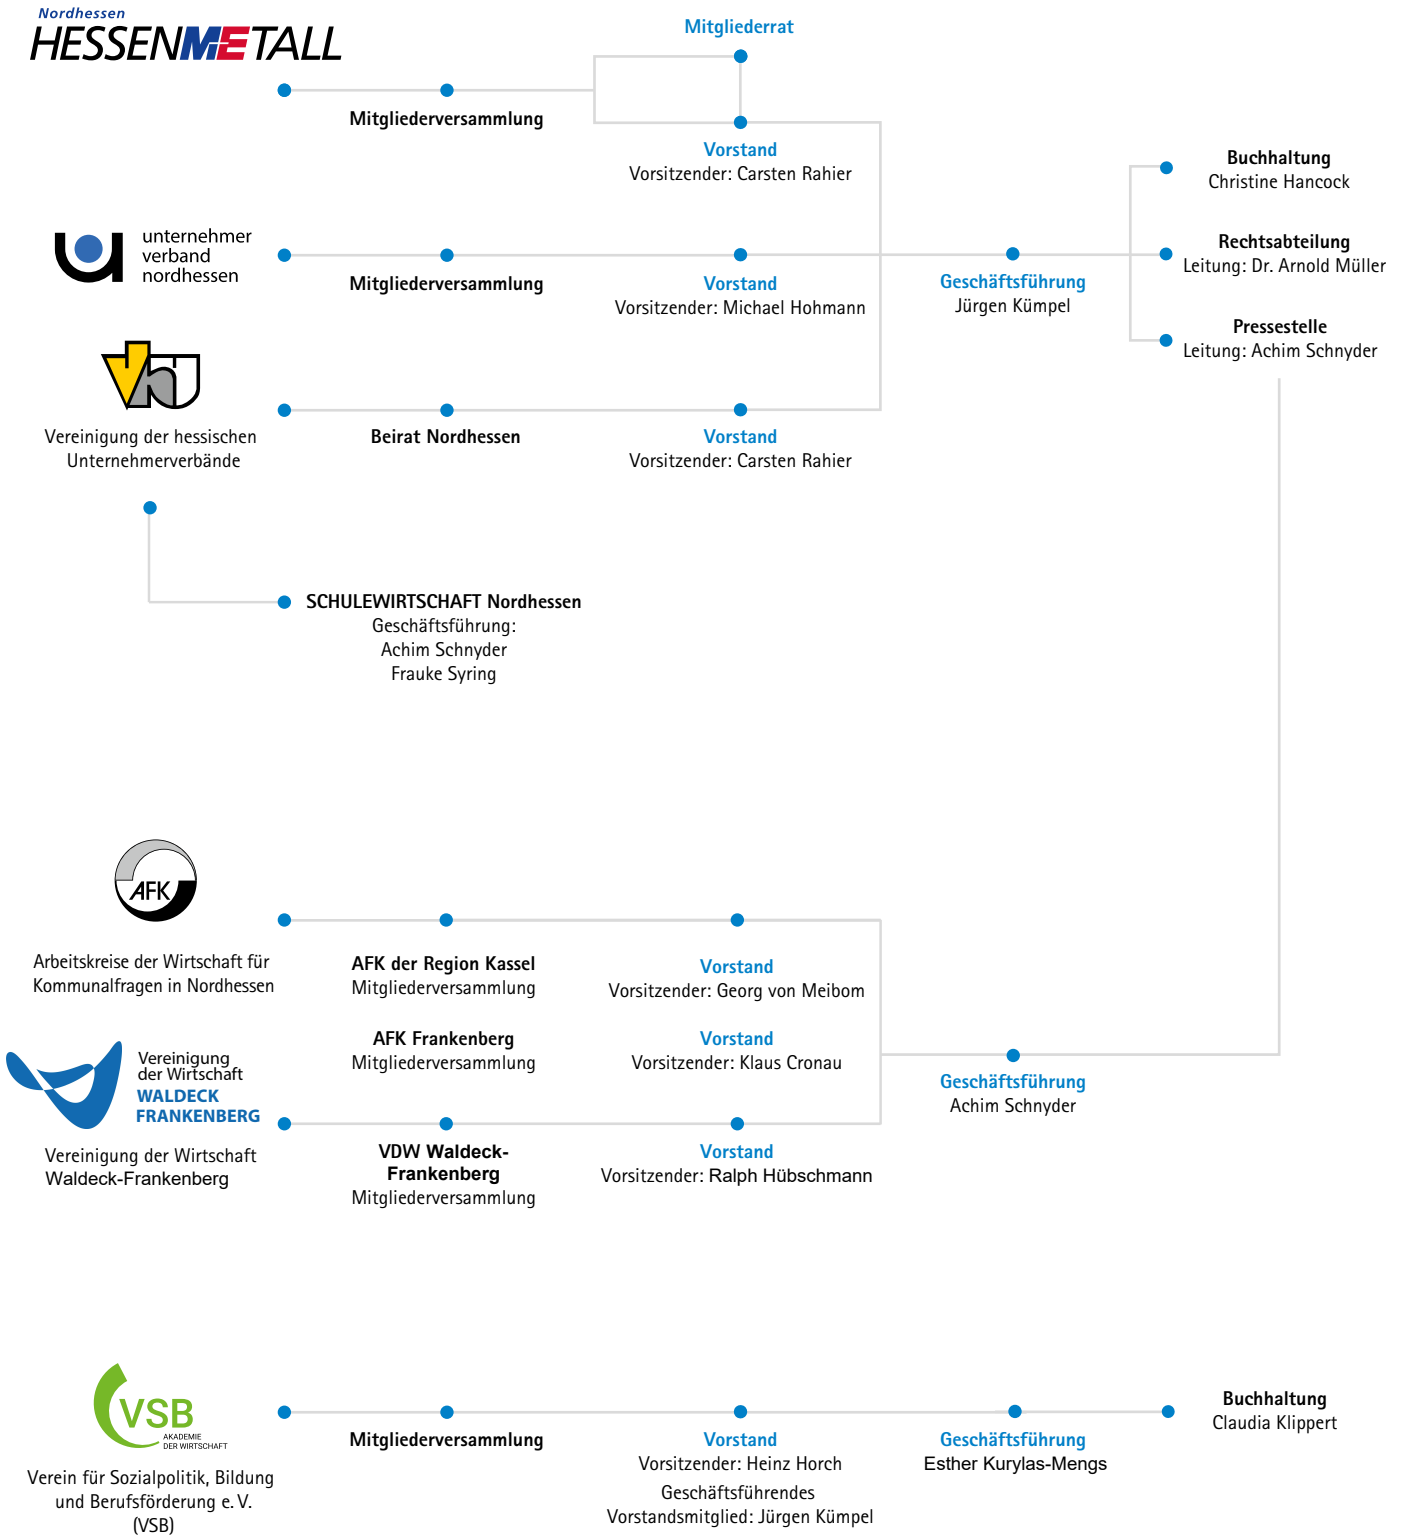 Nordhessen
HESSENMETALL
Mitgliederversammlung
Mitgliederrat
Vorstand
Vorsitzender: Carsten Rahier
unternehmer
verband
nordhessen
Mitgliederversammlung
Vorstand
Vorsitzender: Michael Hohmann
Geschäftsführung
Jürgen Kümpel
Buchhaltung
Christine Hancock
Rechtsabteilung
Leitung: Dr. Arnold Müller
Pressestelle
Leitung: Achim Schnyder
vhu
Vereinigung der hessischen
Unternehmerverbände
Beirat Nordhessen
Vorstand
Vorsitzender: Carsten Rahier
SCHULEWIRTSCHAFT Nordhessen
Geschäftsführung:
Achim Schnyder
Frauke Syring
AFK
Arbeitskreise der Wirtschaft für
Kommunalfragen in Nordhessen
AFK der Region Kassel
Mitgliederversammlung
Vorstand
Vorsitzender: Georg von Meibom
AFK Frankenberg
Mitgliederversammlung
Vorstand
Vorsitzender: Klaus Cronau
Geschäftsführung
Achim Schnyder
Vereinigung
der Wirtschaft
WALDECK
FRANKENBERG
Vereinigung der Wirtschaft
Waldeck-Frankenberg
VDW Waldeck-
Frankenberg
Mitgliederversammlung
Vorstand
Vorsitzender: Ralph Hübschmann
VSB
AKADEMIE
DER WIRTSCHAFT
Verein für Sozialpolitik, Bildung
und Berufsförderung e. V.
(VSB)
Mitgliederversammlung
Vorstand
Vorsitzender: Heinz Horch
Geschäftsführendes
Vorstandsmitglied: Jürgen Kümpel
Geschäftsführung
Esther Kurylas-Mengs
Buchhaltung
Claudia Klippert